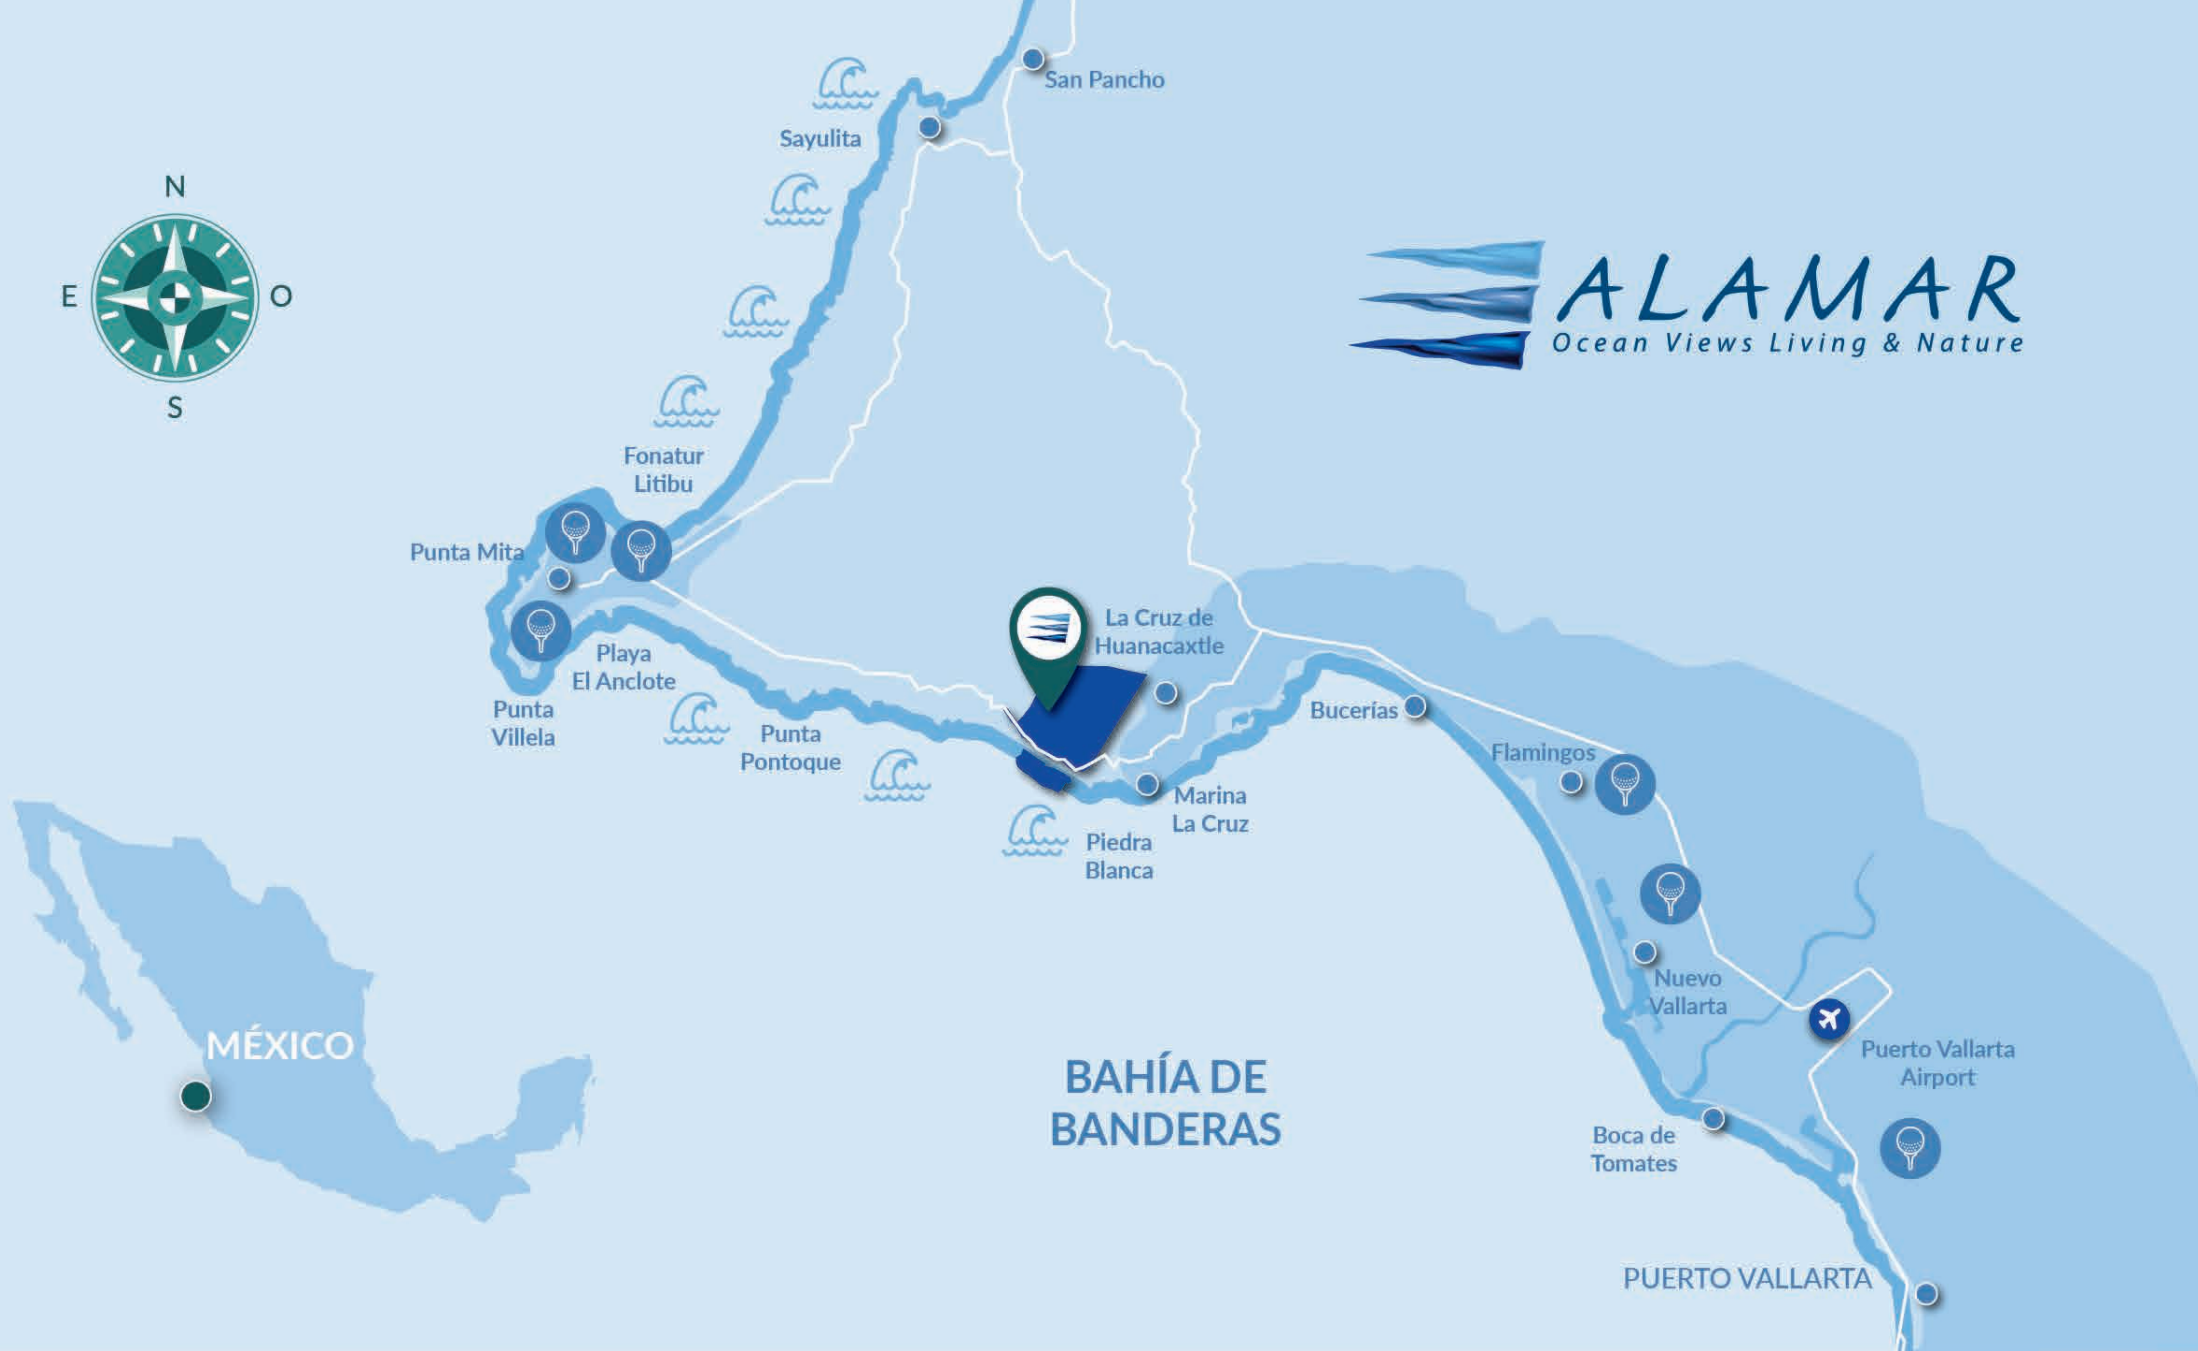 San Pancho
Sayulita
N
E
O
S
ALAMAR
Ocean Views Living & Nature
Fonatur
Litibu
Punta Mita
La Cruz de
Huanacaxtle
Playa
El Anclote
Punta
Villela
Punta
Pontoque
Bucerías
Flamingos
Marina
La Cruz
Piedra
Blanca
Nuevo
Vallarta
MÉXICO
Puerto Vallarta
Airport
BAHÍA DE
BANDERAS
Boca de
Tomates
PUERTO VALLARTA